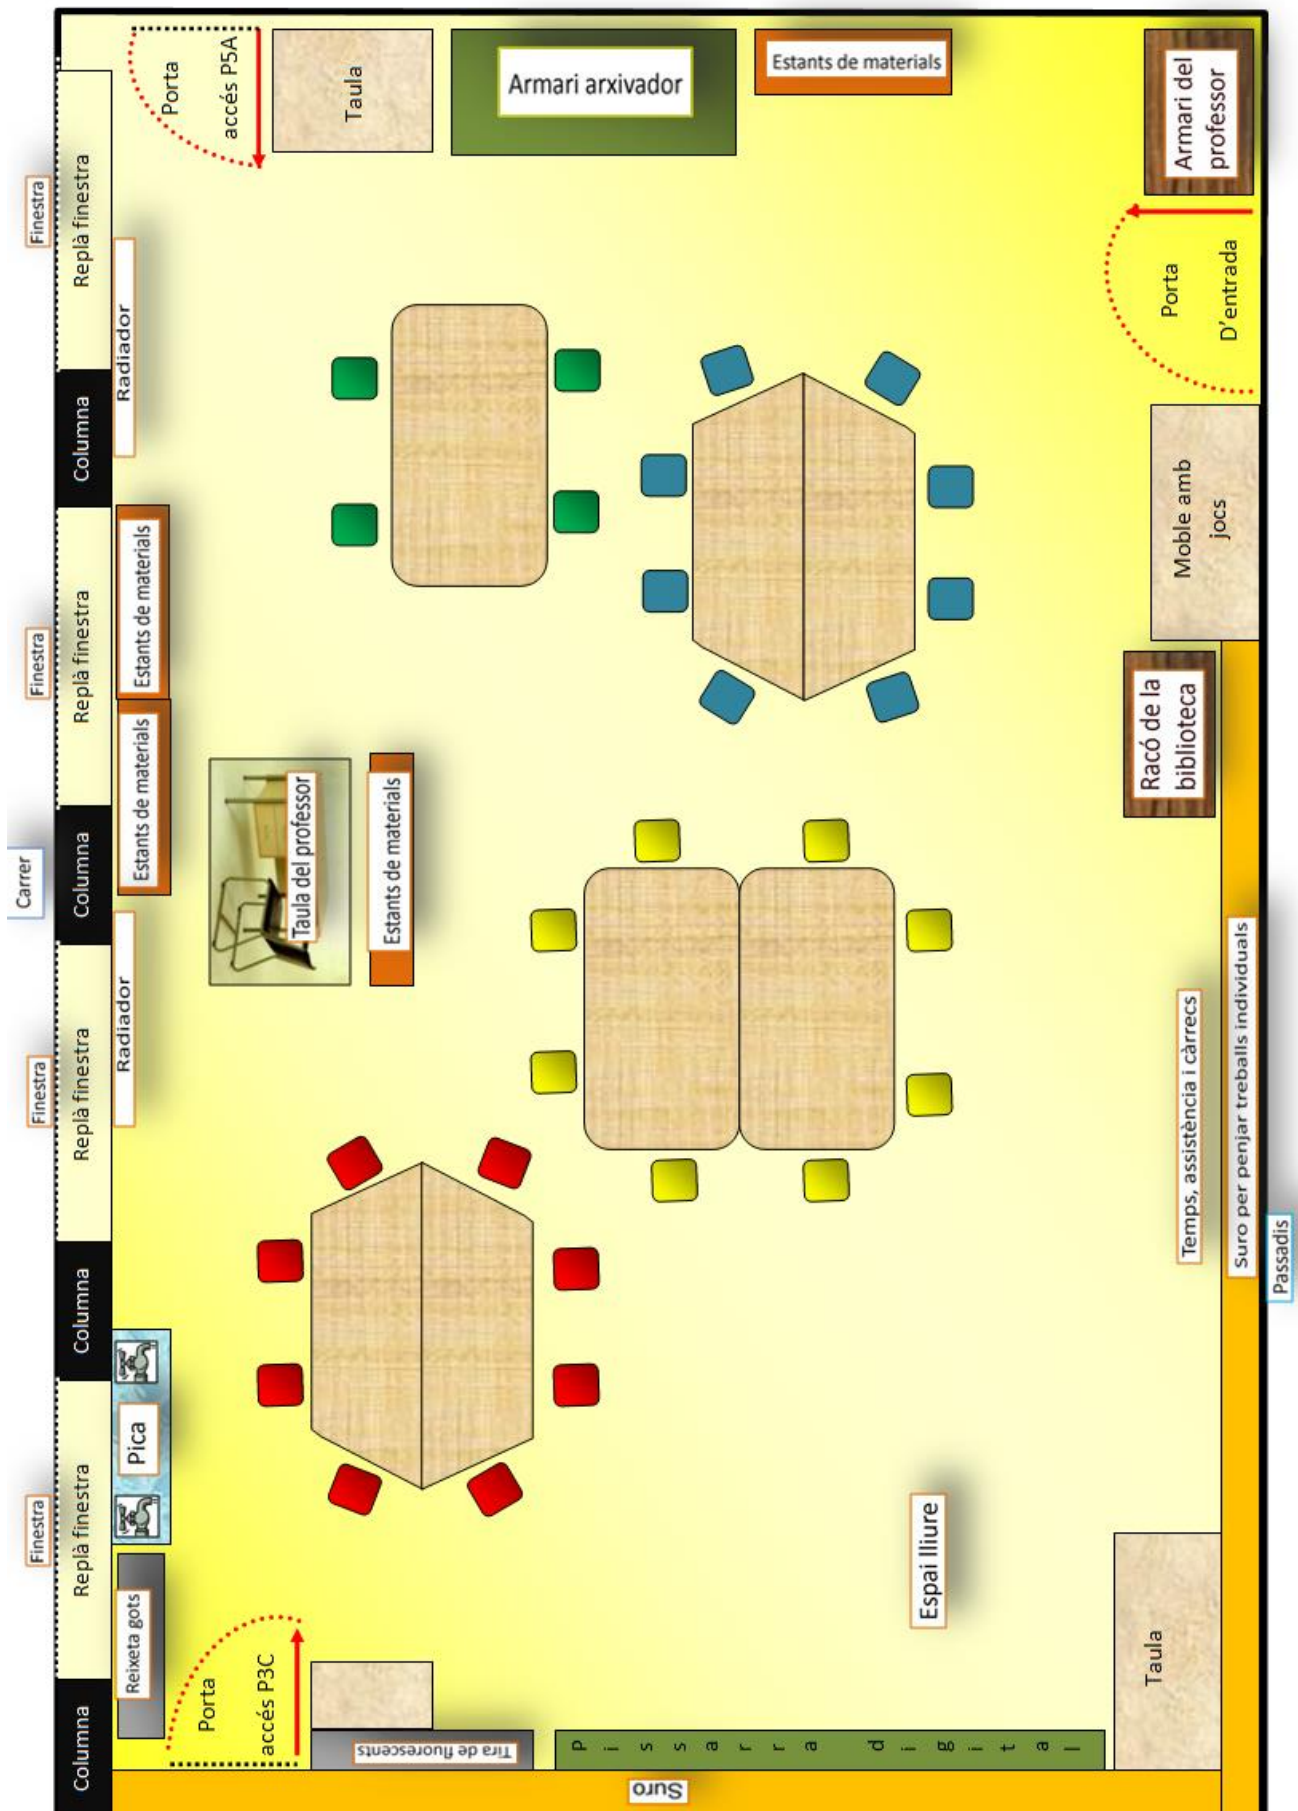 Carrer
Finestra
Finestra
Finestra
Finestra
Columna
Replà finestra
Columna
Replà finestra
Columna
Replà finestra
Columna
Replà finestra
Reixeta gots
Pica
Radiador
Estants de materials
Estants de materials
Radiador
Porta
accés P3C
Porta
accés P5A
Taula del professor
Estants de materials
Taula
Tira de fluorescents
Armari arxivador
Pissarra digital
Estants de materials
Espai lliure
Taula
Temps, assistència i càrrecs
Racó de la
biblioteca
Moble amb
jocs
Porta
D'entrada
Armari del
professor
Suro per penjar treballs individuals
Suro
Passadis